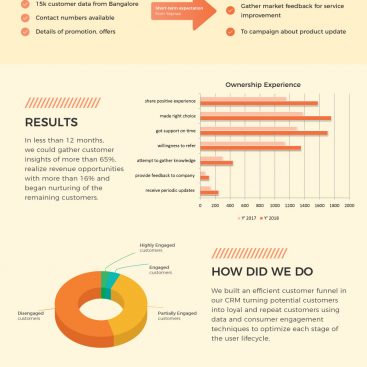 15k customer data from Bangalore
Contact numbers available
Details of promotion, offers
Short-term expectation
Gather market feedback for service
improvement
To campaign about product update
RESULTS
In less than 12 months,
we could gather customer
insights of more than 65%,
realize revenue opportunities
with more than 16% and
began nurturing of the
remaining customers.
Ownership Experience
share positive experience
made right choice
got support on time
willingness to refer
attempt to gather knowledge
provide feedback to company
receive periodic updates
0 200 400 600 800 1000 1200 1400 1600 1800 2000
Y' 2017 Y' 2018
Highly Engaged
customers
Engaged
customers
Disengaged
customers
Partially Engaged
customers
HOW DID WE DO
We built an efficient customer funnel in
our CRM turning potential customers
into loyal and repeat customers using
data and consumer engagement
techniques to optimize each stage of
the user lifecycle.